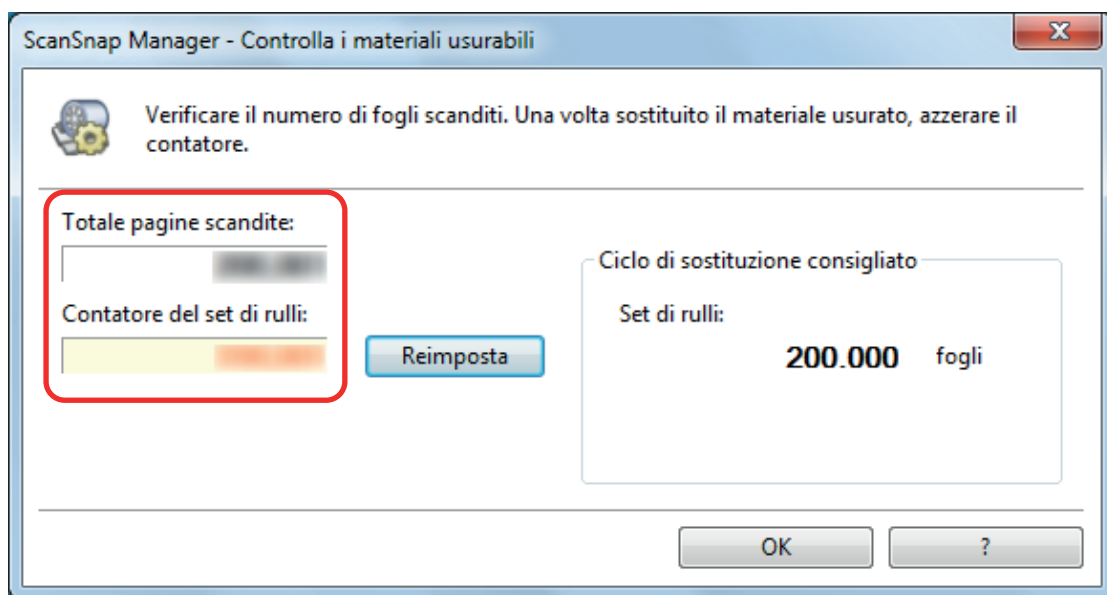 ScanSnap Manager - Controlla i materiali usurabili
Verificare il numero di fogli scanditi. Una volta sostituito il materiale usurato, azzerare il
contatore.
Totale pagine scandite:
Contatore del set di rulli:
Reimposta
Ciclo di sostituzione consigliato
Set di rulli:
200.000 fogli
OK
?